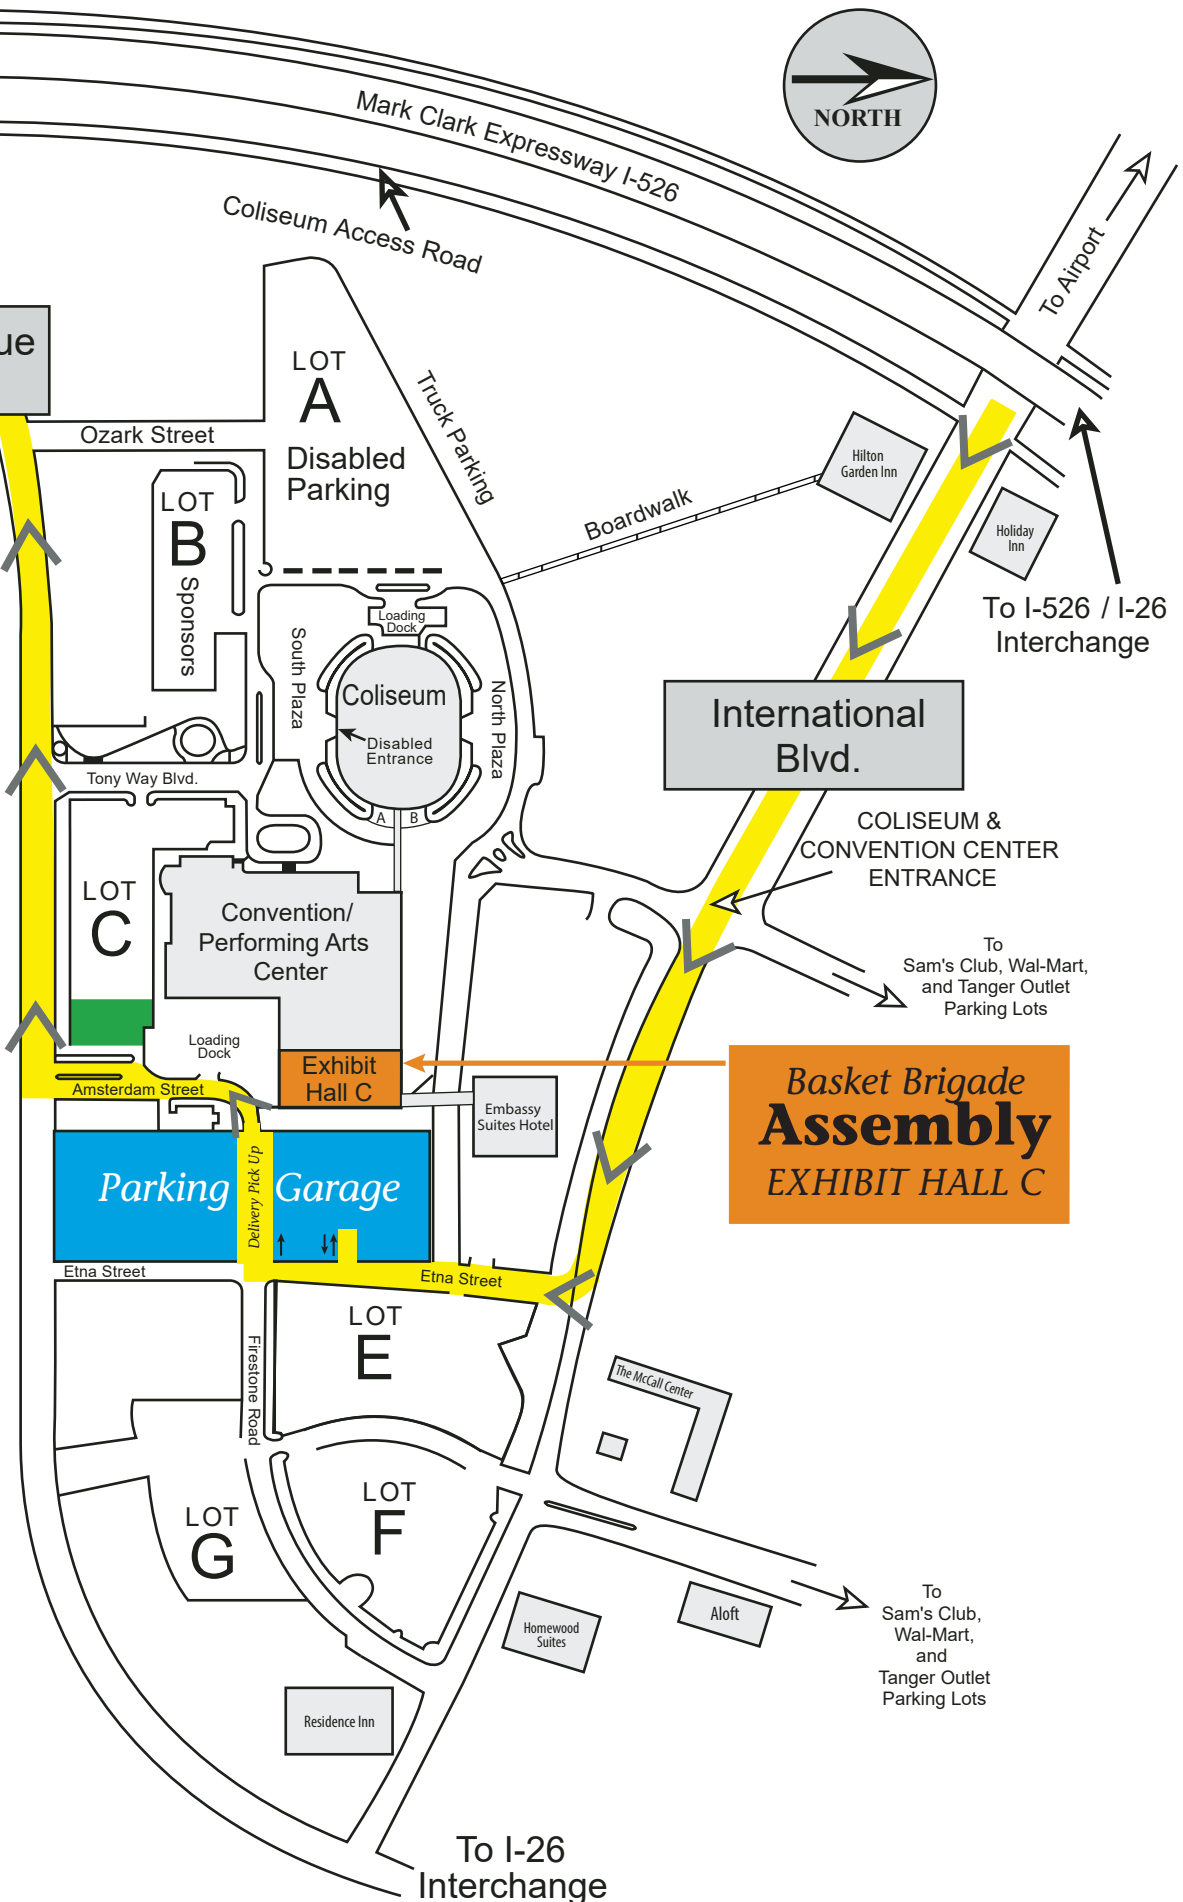 NORTH
Mark Clark Expressway I-526
Coliseum Access Road
To Airport
ue
LOT
A
Disabled
Parking
Truck Parking
Ozark Street
LOT
B
Sponsors
Boardwalk
Hilton
Garden Inn
Holiday
Inn
To I-526 / I-26
Interchange
Loading
Dock
South Plaza
Coliseum
North Plaza
Disabled
Entrance
A
B
International
Blvd.
Tony Way Blvd.
COLISEUM &
CONVENTION CENTER
ENTRANCE
LOT
C
Convention/
Performing Arts
Center
To
Sam's Club, Wal-Mart,
and Tanger Outlet
Parking Lots
Loading
Dock
Exhibit
Hall C
Amsterdam Street
Embassy
Suites Hotel
Basket Brigade
Assembly
EXHIBIT HALL C
Parking Garage
Delivery Pick Up
Etna Street
Etna Street
LOT
E
Firestone Road
The McCall Center
LOT
F
LOT
G
Homewood
Suites
Aloft
To
Sam's Club,
Wal-Mart,
and
Tanger Outlet
Parking Lots
Residence Inn
To I-26
Interchange